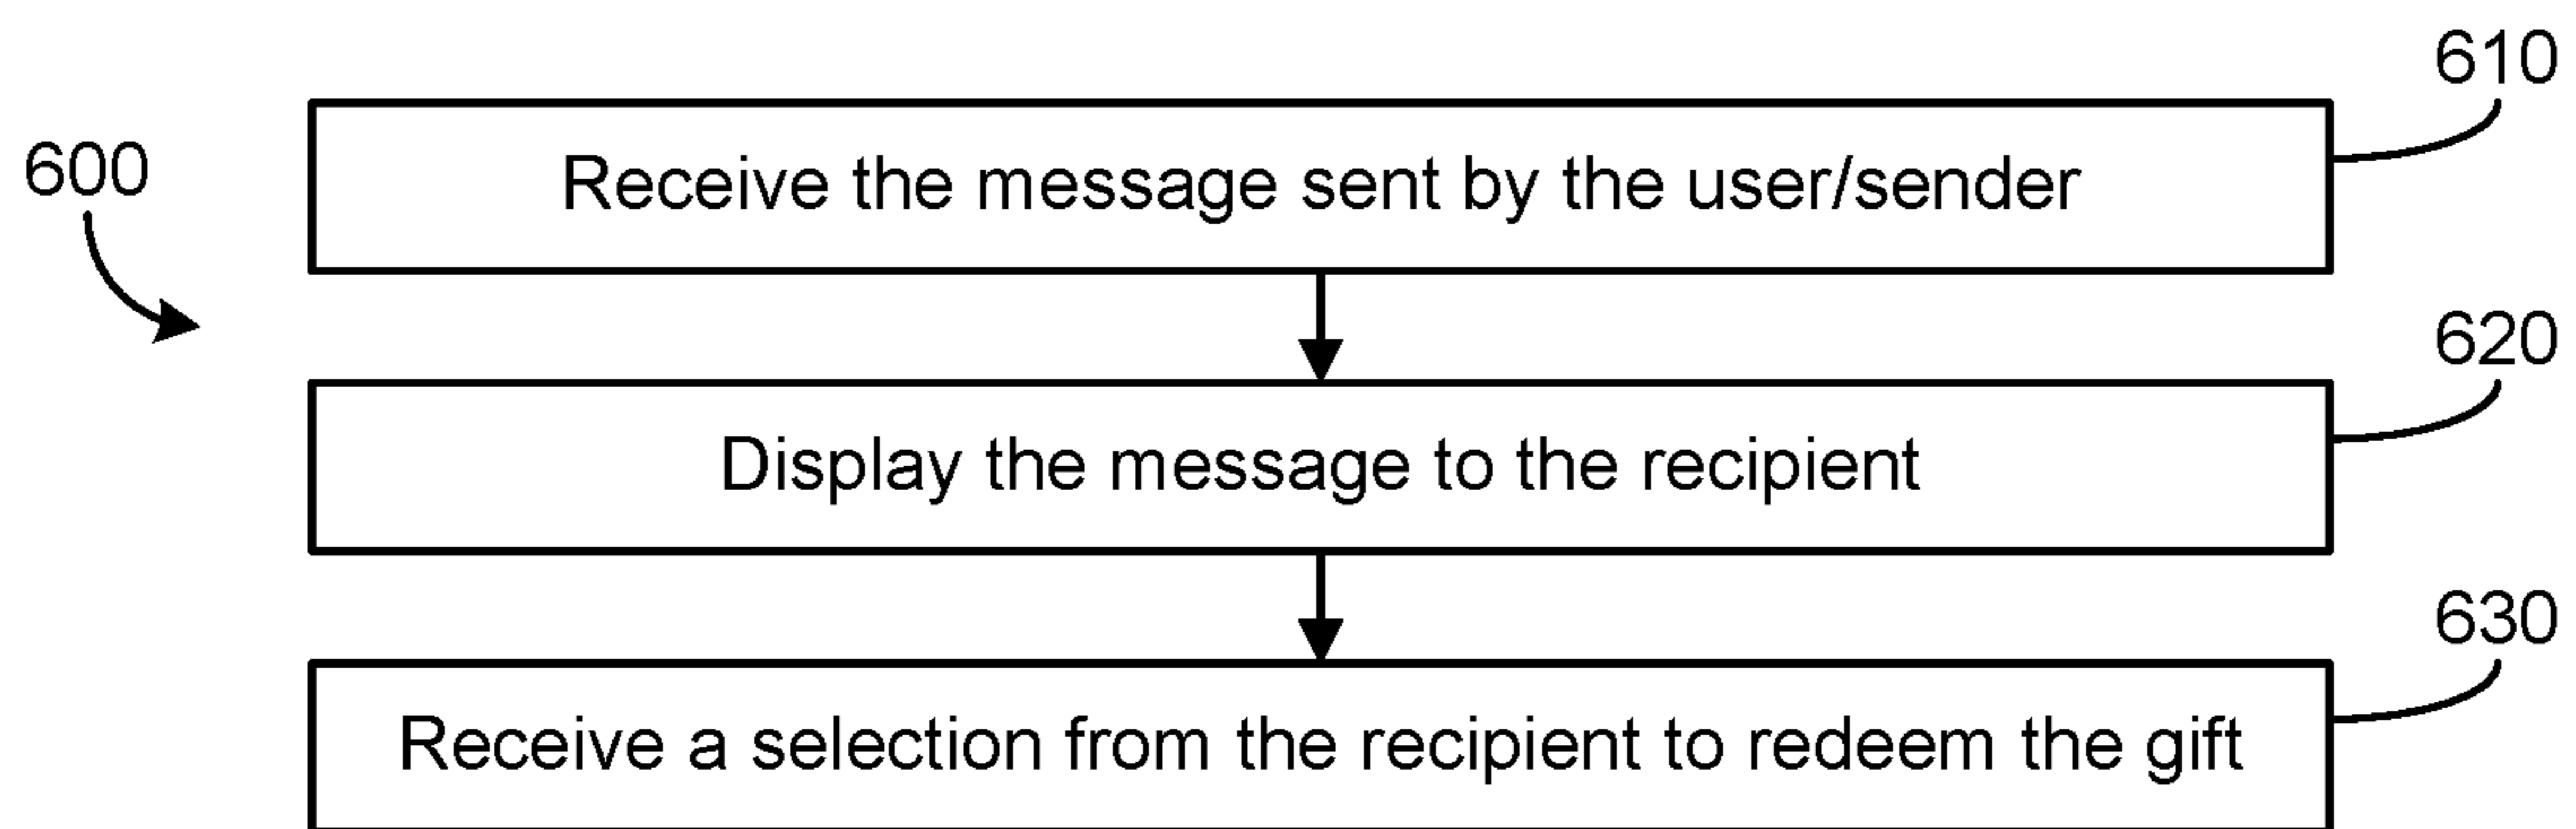 610
600
Receive the message sent by the user/sender
620
Display the message to the recipient
630
Receive a selection from the recipient to redeem the gift